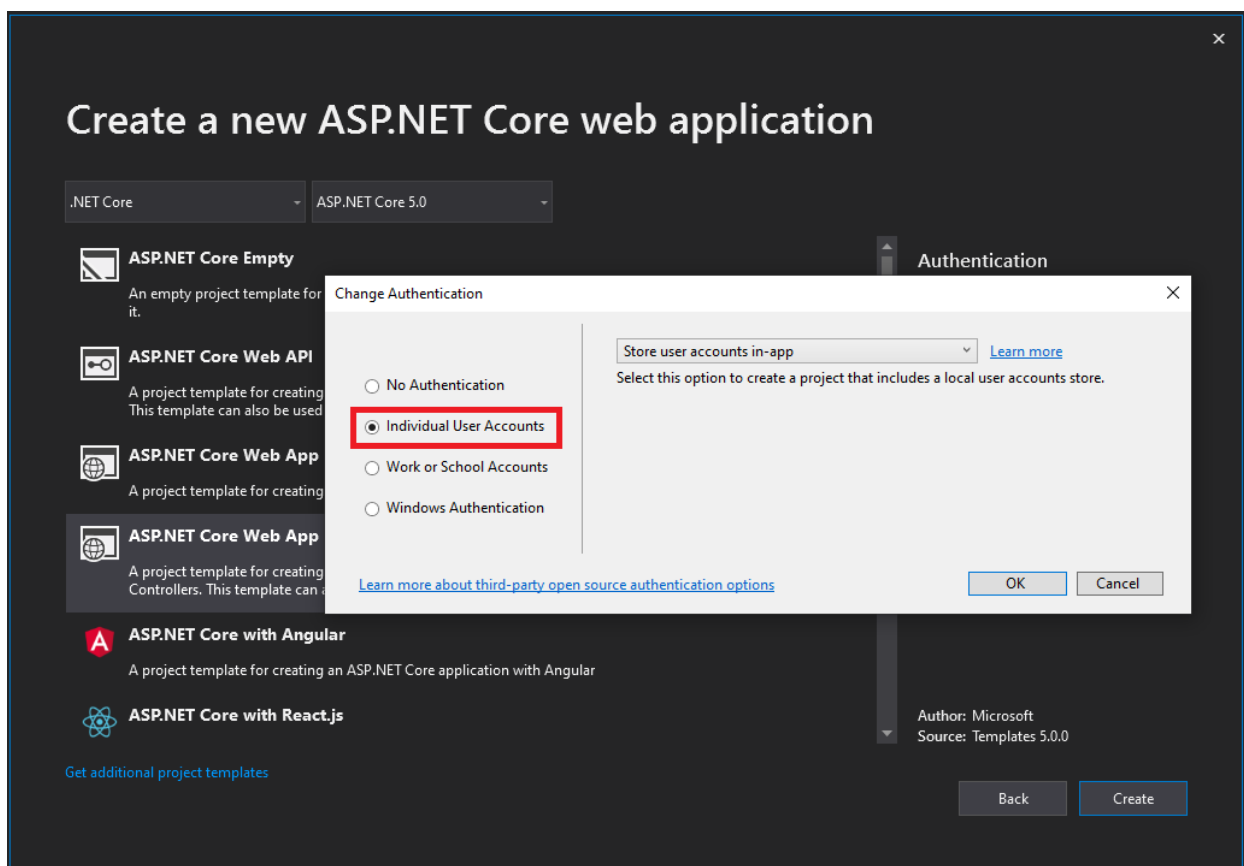 Create a new ASP.NET Core web application
.NET Core
ASP.NET Core 5.0
ASP.NET Core Empty
An empty project template for
it.
ASP.NET Core Web API
A project template for creating
This template can also be used
ASP.NET Core Web App
A project template for creating
ASP.NET Core Web App
A project template for creating
Controllers. This template can
ASP.NET Core with Angular
A project template for creating an ASP.NET Core application with Angular
ASP.NET Core with React.js
Get additional project templates
Authentication
Change Authentication
No Authentication
Individual User Accounts
Work or School Accounts
Windows Authentication
Store user accounts in-app
Learn more
Select this option to create a project that includes a local user accounts store.
Learn more about third-party open source authentication options
OK
Cancel
Author: Microsoft
Source: Templates 5.0.0
Back
Create